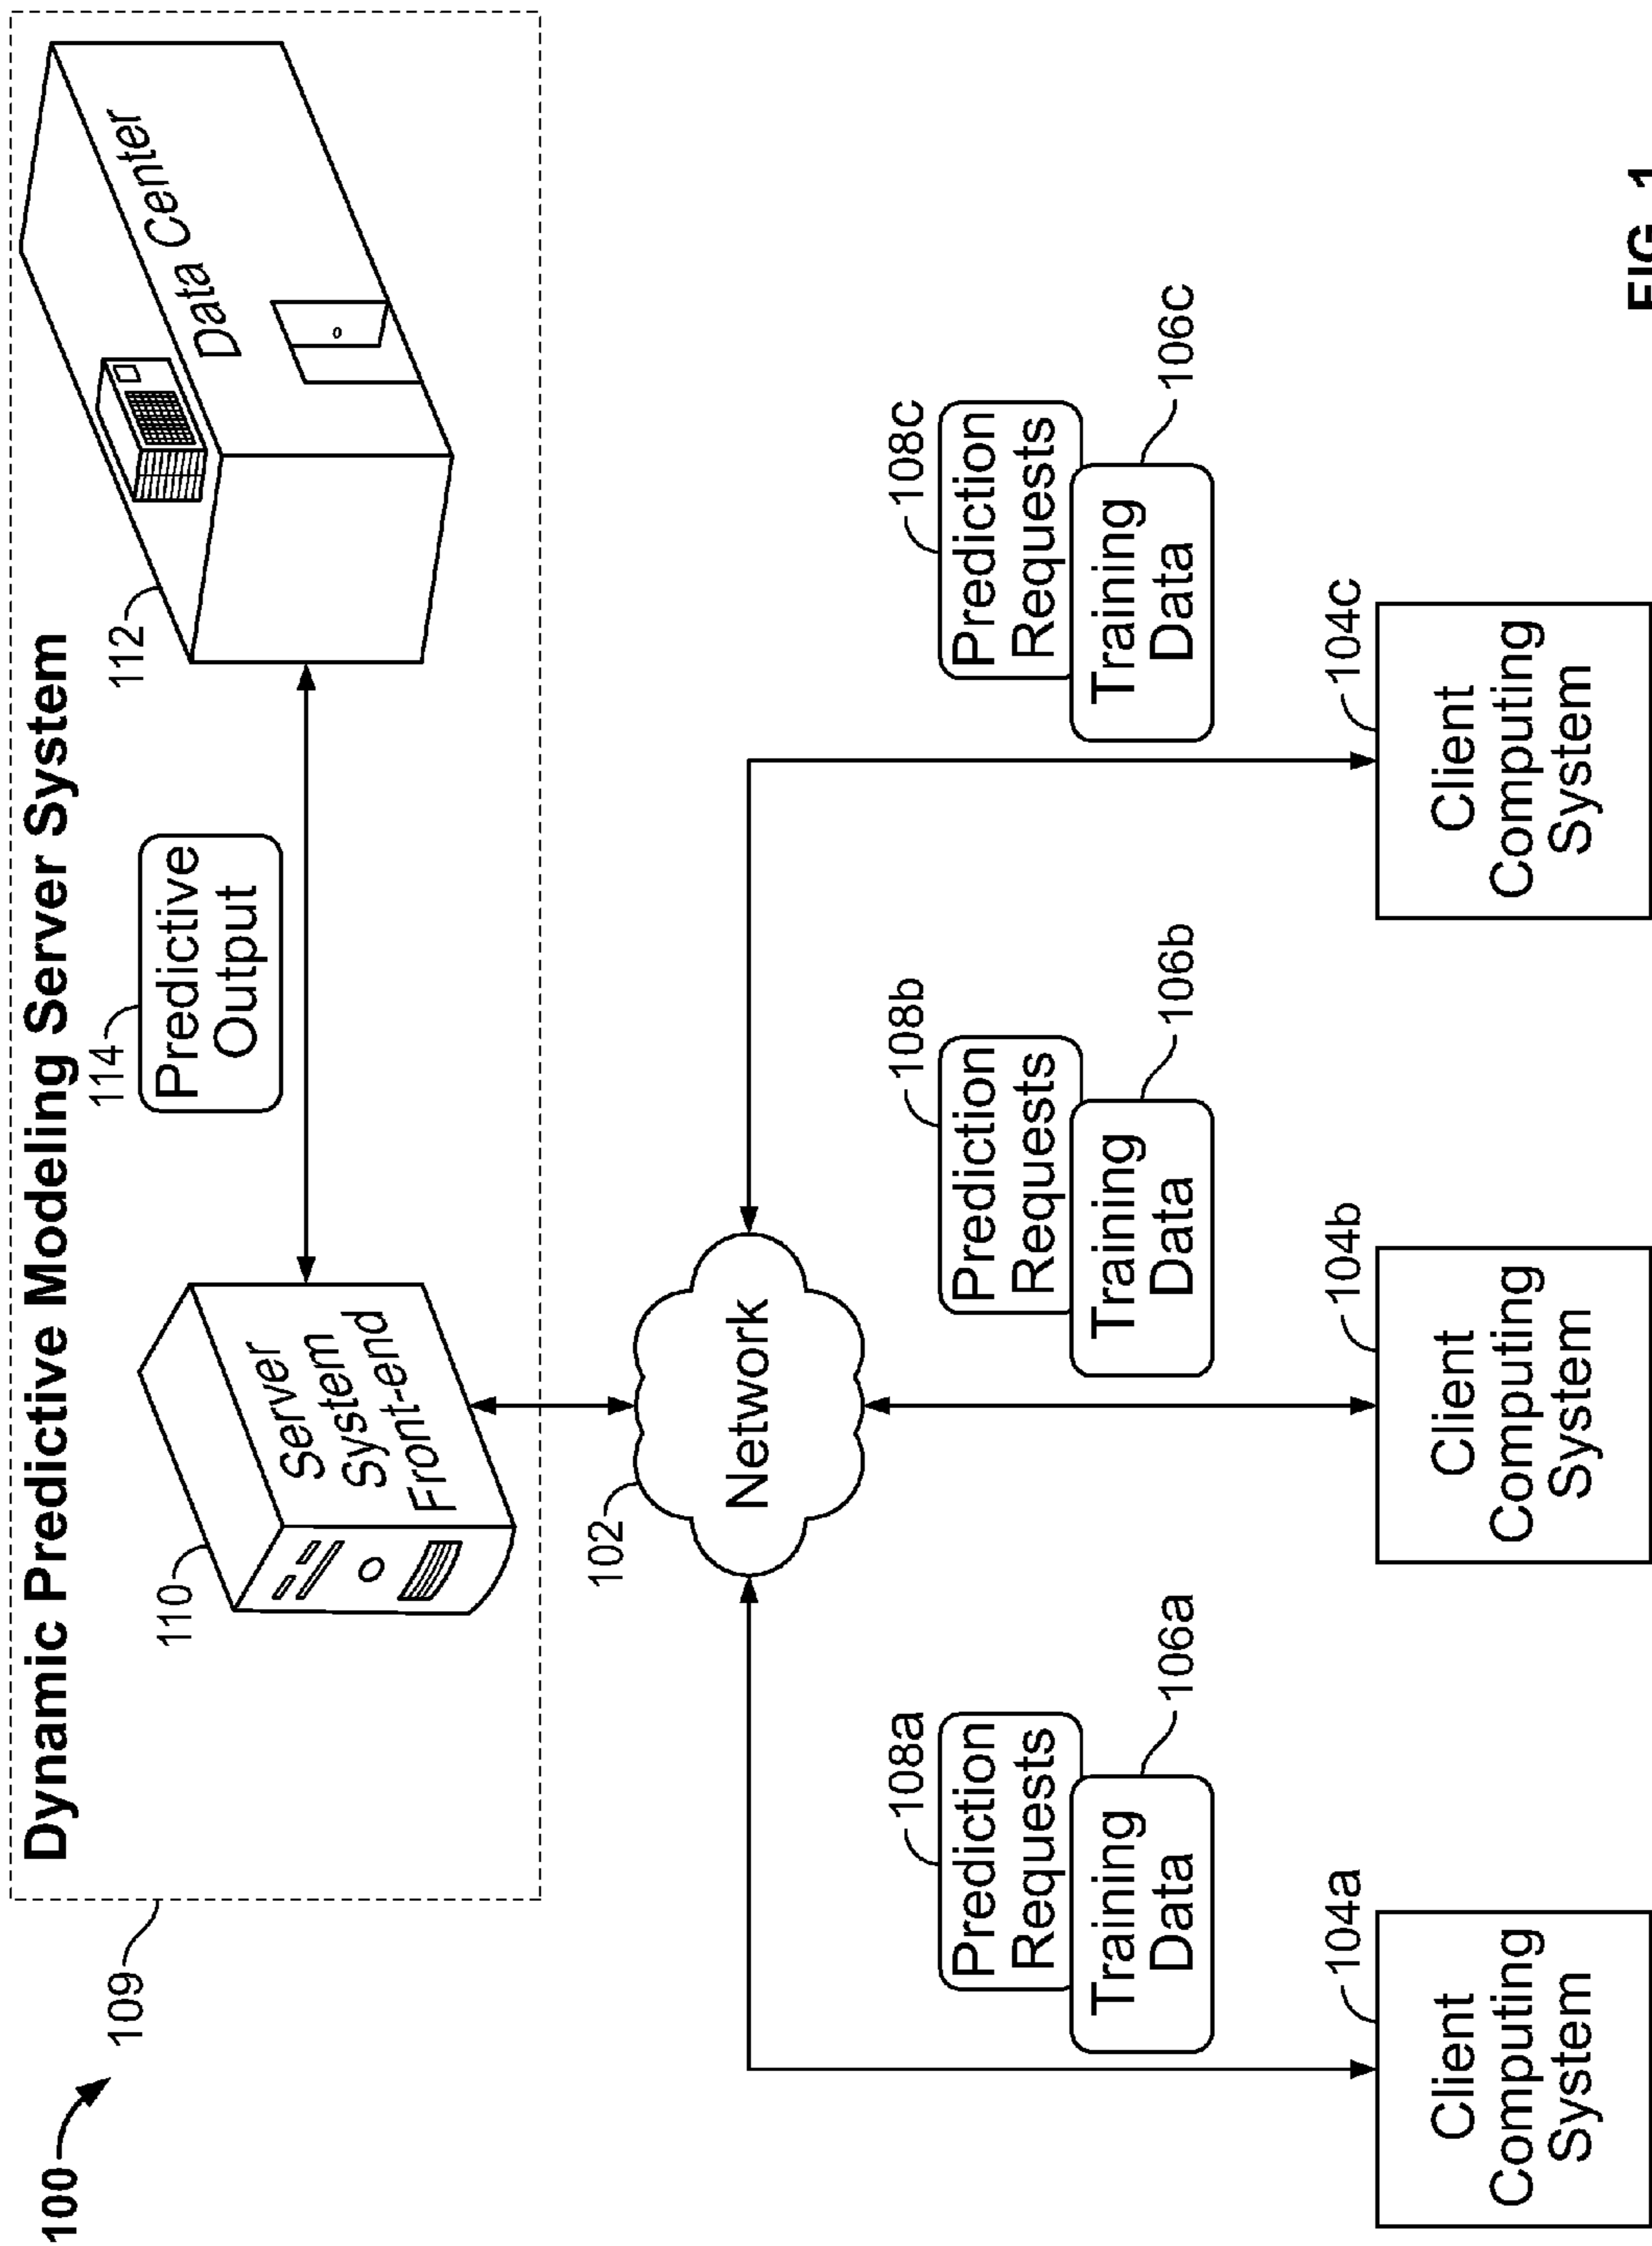 100
109
Dynamic Predictive Modeling Server System
110
Server
System
Front-end
114
Predictive
Output
112
Data Center
102
Network
108a
Prediction
Requests
Training
Data
106a
108b
Prediction
Requests
Training
Data
106b
108c
Prediction
Requests
Training
Data
106c
104a
Client
Computing
System
104b
Client
Computing
System
104c
Client
Computing
System
FIG. 1